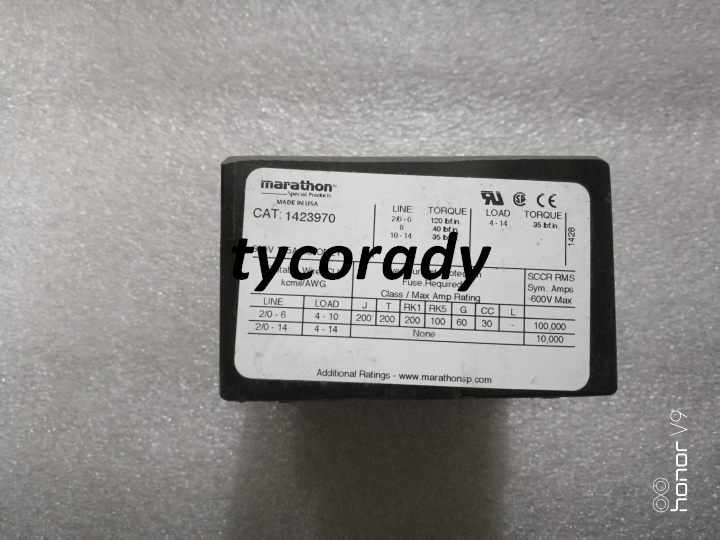 marathon™
Special Products
MADE IN USA
CAT: 1423970
LINE TORQUE LOAD TORQUE
2/0 - 6 120 lbf.in. 4 - 14 35 lbf.in.
8 40 lbf.in.
10 - 14 35
CE
1428
tycorady
kcmil/AWG
Fuse Required
Class / Max Amp Rating
SCCR RMS
Sym. Amps
600V Max
LINE LOAD J T RK1 RK5 G CC L
2/0 - 6 4 - 10 200 200 200 100 60 30 - 100,000
2/0 - 14 4 - 14 None 10,000
Additional Ratings - www.marathonsp.com
honor V9